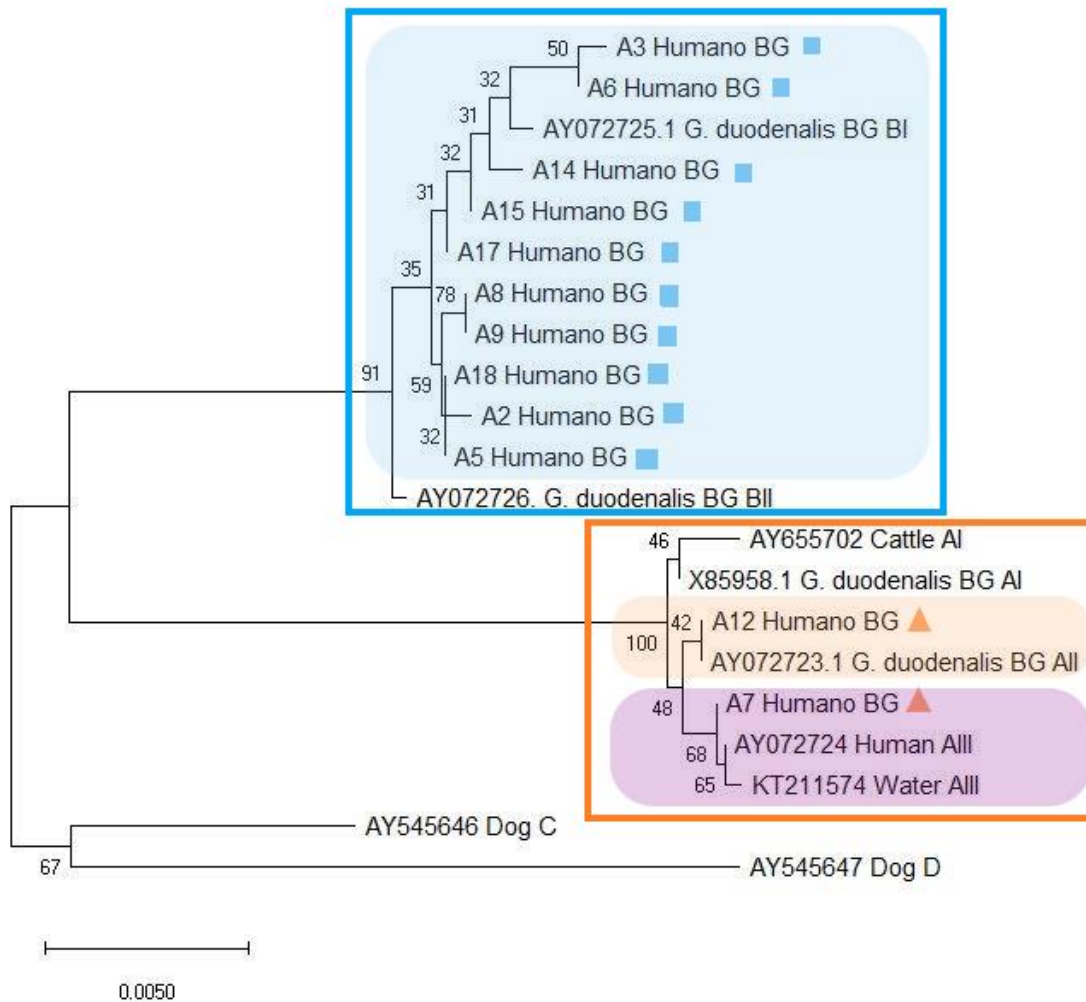 50
A3 Humano BG
A6 Humano BG
32
AY072725.1 G. duodenalis BG BI
31
A14 Humano BG
32
A15 Humano BG
31
A17 Humano BG
35
78
A8 Humano BG
A9 Humano BG
91
59
A18 Humano BG
A2 Humano BG
32
A5 Humano BG
AY072726. G. duodenalis BG BII
46
AY655702 Cattle AI
X85958.1 G. duodenalis BG AI
42
A12 Humano BG
100
AY072723.1 G. duodenalis BG AII
48
A7 Humano BG
68
AY072724 Human AIII
65
KT211574 Water AIII
AY545646 Dog C
67
AY545647 Dog D
0.0050